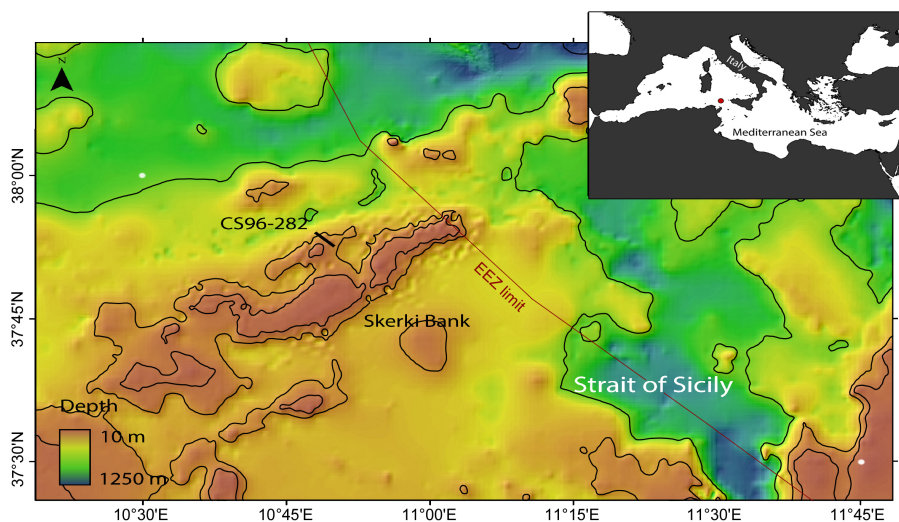 N
Italy
Mediterranean Sea
38°00'N
CS96-282
EEZ limit
37°45'N
Skerki Bank
Strait of Sicily
Depth
10 m
1250 m
37°30'N
10°30'E
10°45'E
11°00'E
11°15'E
11°30'E
11°45'E